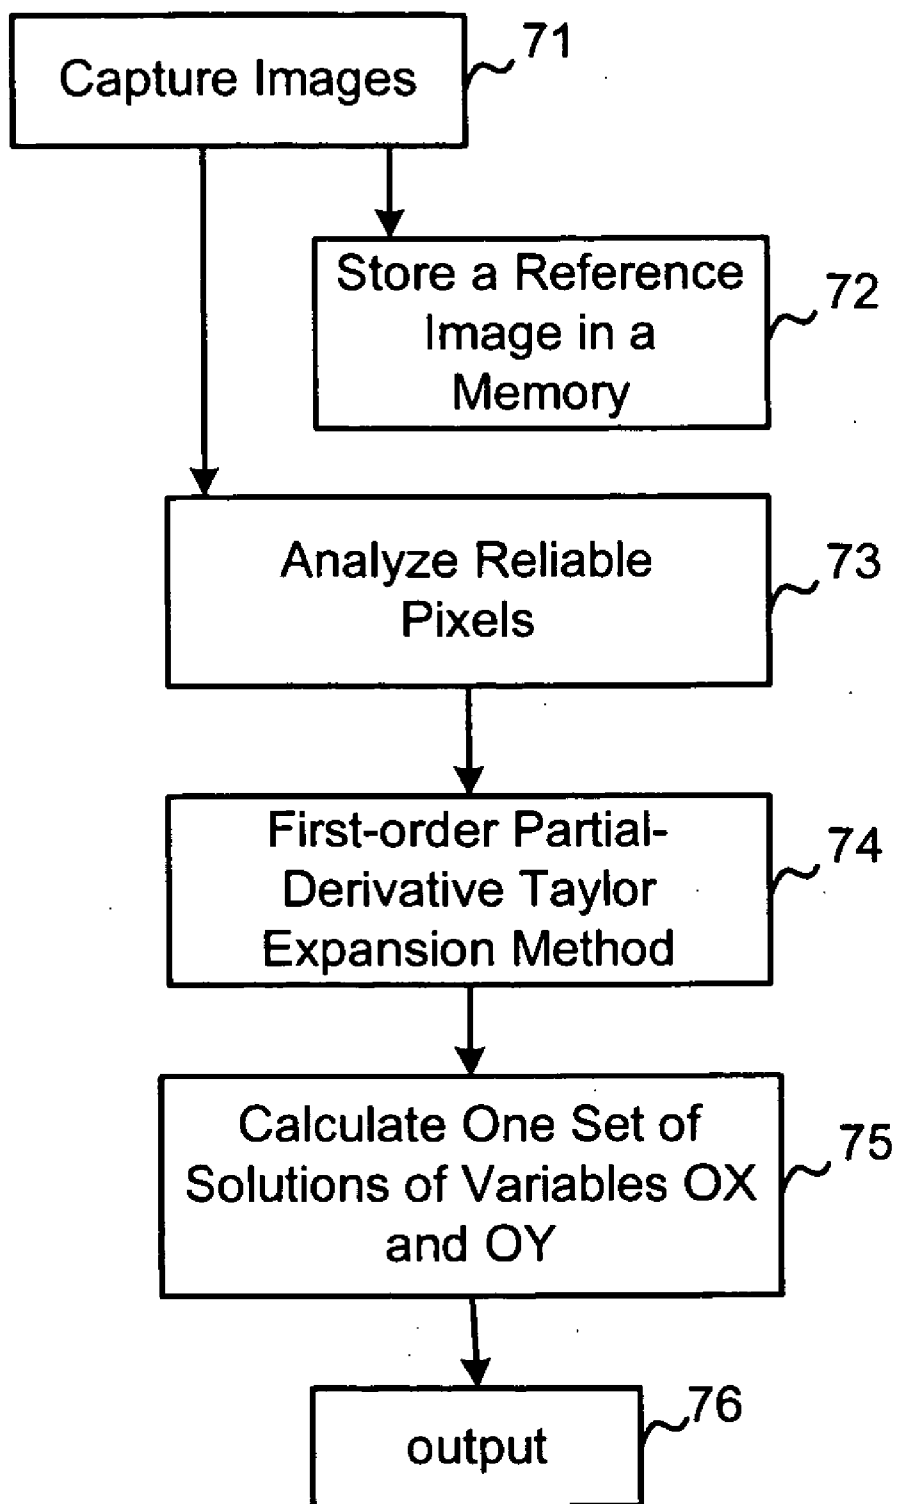 Capture Images
71
Store a Reference
Image in a
Memory
72
Analyze Reliable
Pixels
73
First-order Partial-
Derivative Taylor
Expansion Method
74
Calculate One Set of
Solutions of Variables OX
and OY
75
output
76